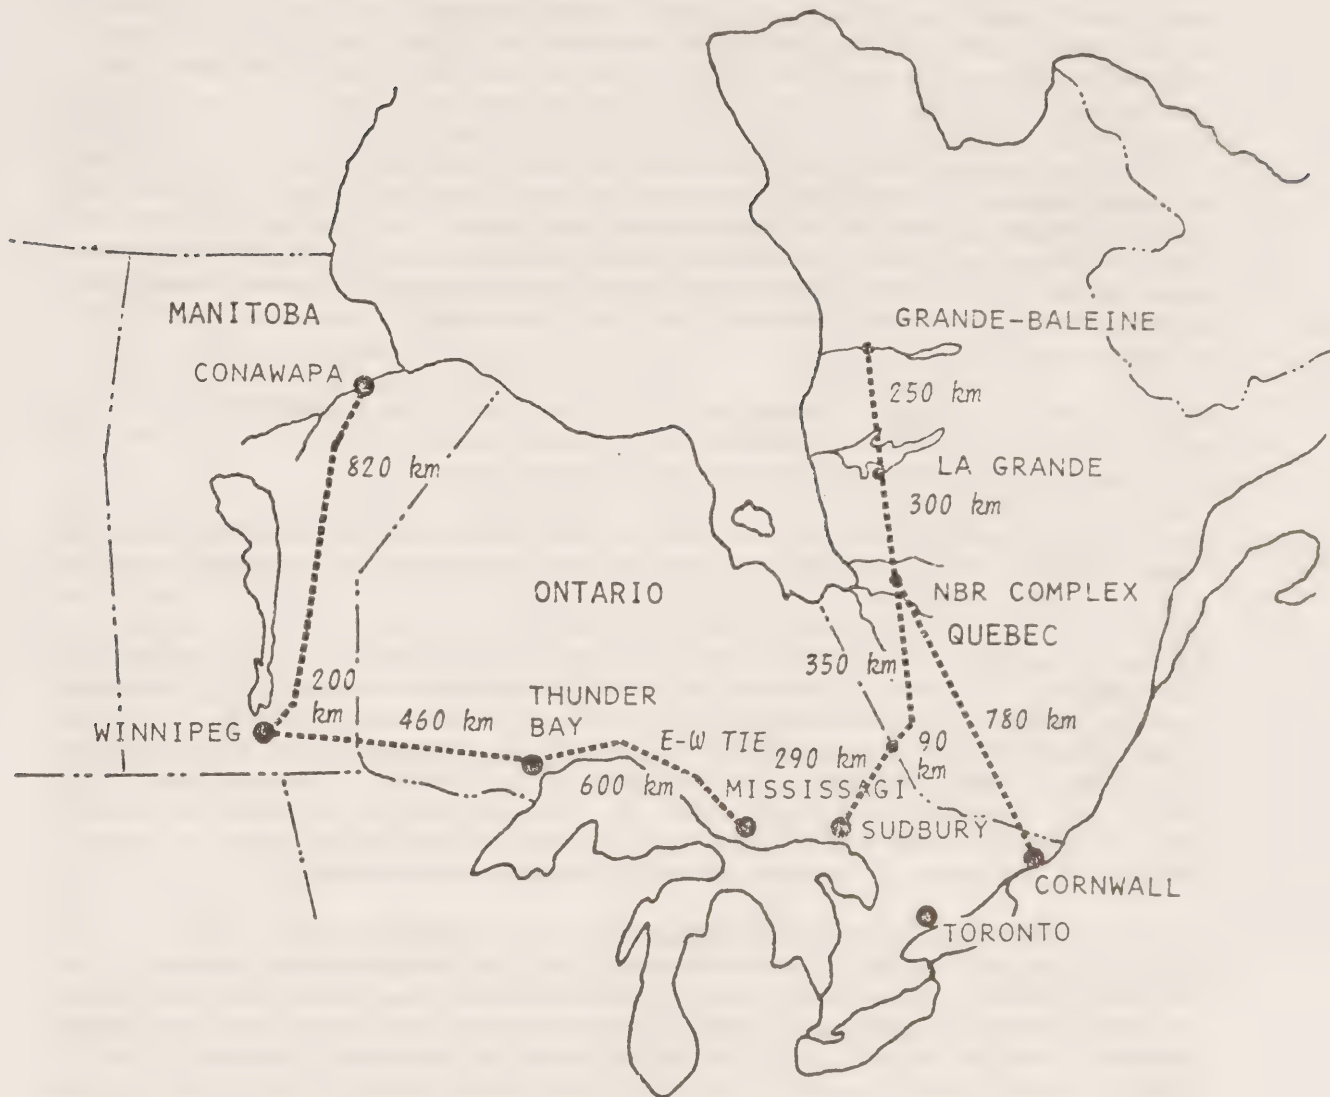 GRANDE-BALEINE
MANITOBA
CONAWAPA
250 km
820 km
LA GRANDE
300 km
ONTARIO
NBR COMPLEX
QUEBEC
350 km
200
km
THUNDER
BAY
460 km
WINNIPEG
780 km
E-W TIE
290 km
90
km
600 km
MISSISSAGI
SUDBURY
CORNWALL
TORONTO